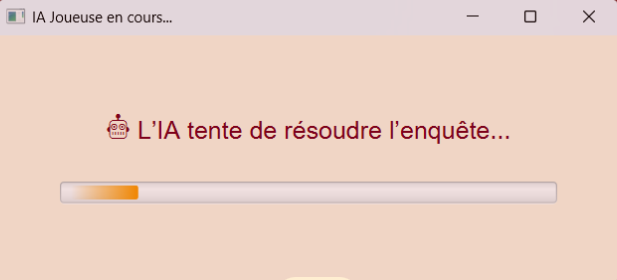 IA Joueuse en cours...
🤖 L’IA tente de résoudre l’enquête...